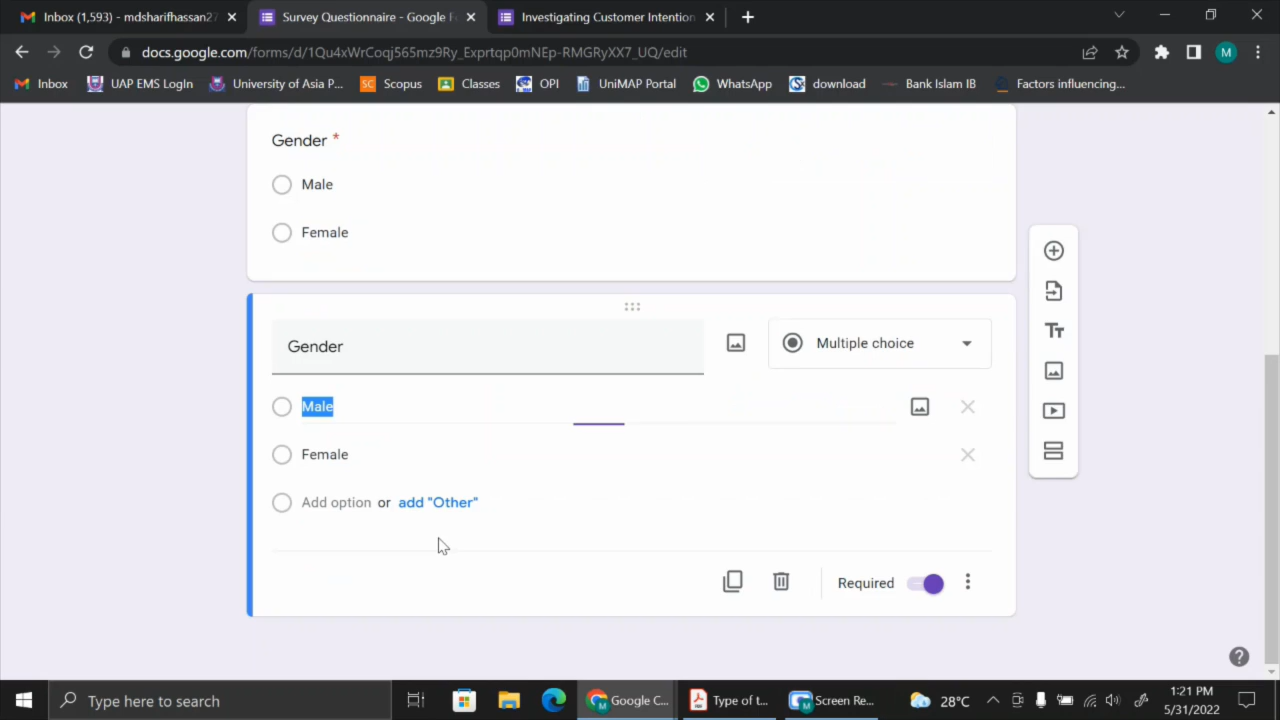 Inbox (1,593) - mdsharifhassan27
Survey Questionnaire - Google Fo
Investigating Customer Intention
docs.google.com/forms/d/1Qu4xWrCoqj565mz9Ry_Exprtqp0mNEp-RMGRyXX7_UQ/edit
M
Inbox
UAP EMS LogIn
University of Asia P...
SC Scopus
Classes
OPI
UniMAP Portal
WhatsApp
download
Bank Islam IB
Factors influencing...
Gender *
Male
Female
Gender
Multiple choice
Male
Female
Add option or add "Other"
Required
Type here to search
Google C...
Type of t...
Screen Re...
28°C
1:21 PM
5/31/2022